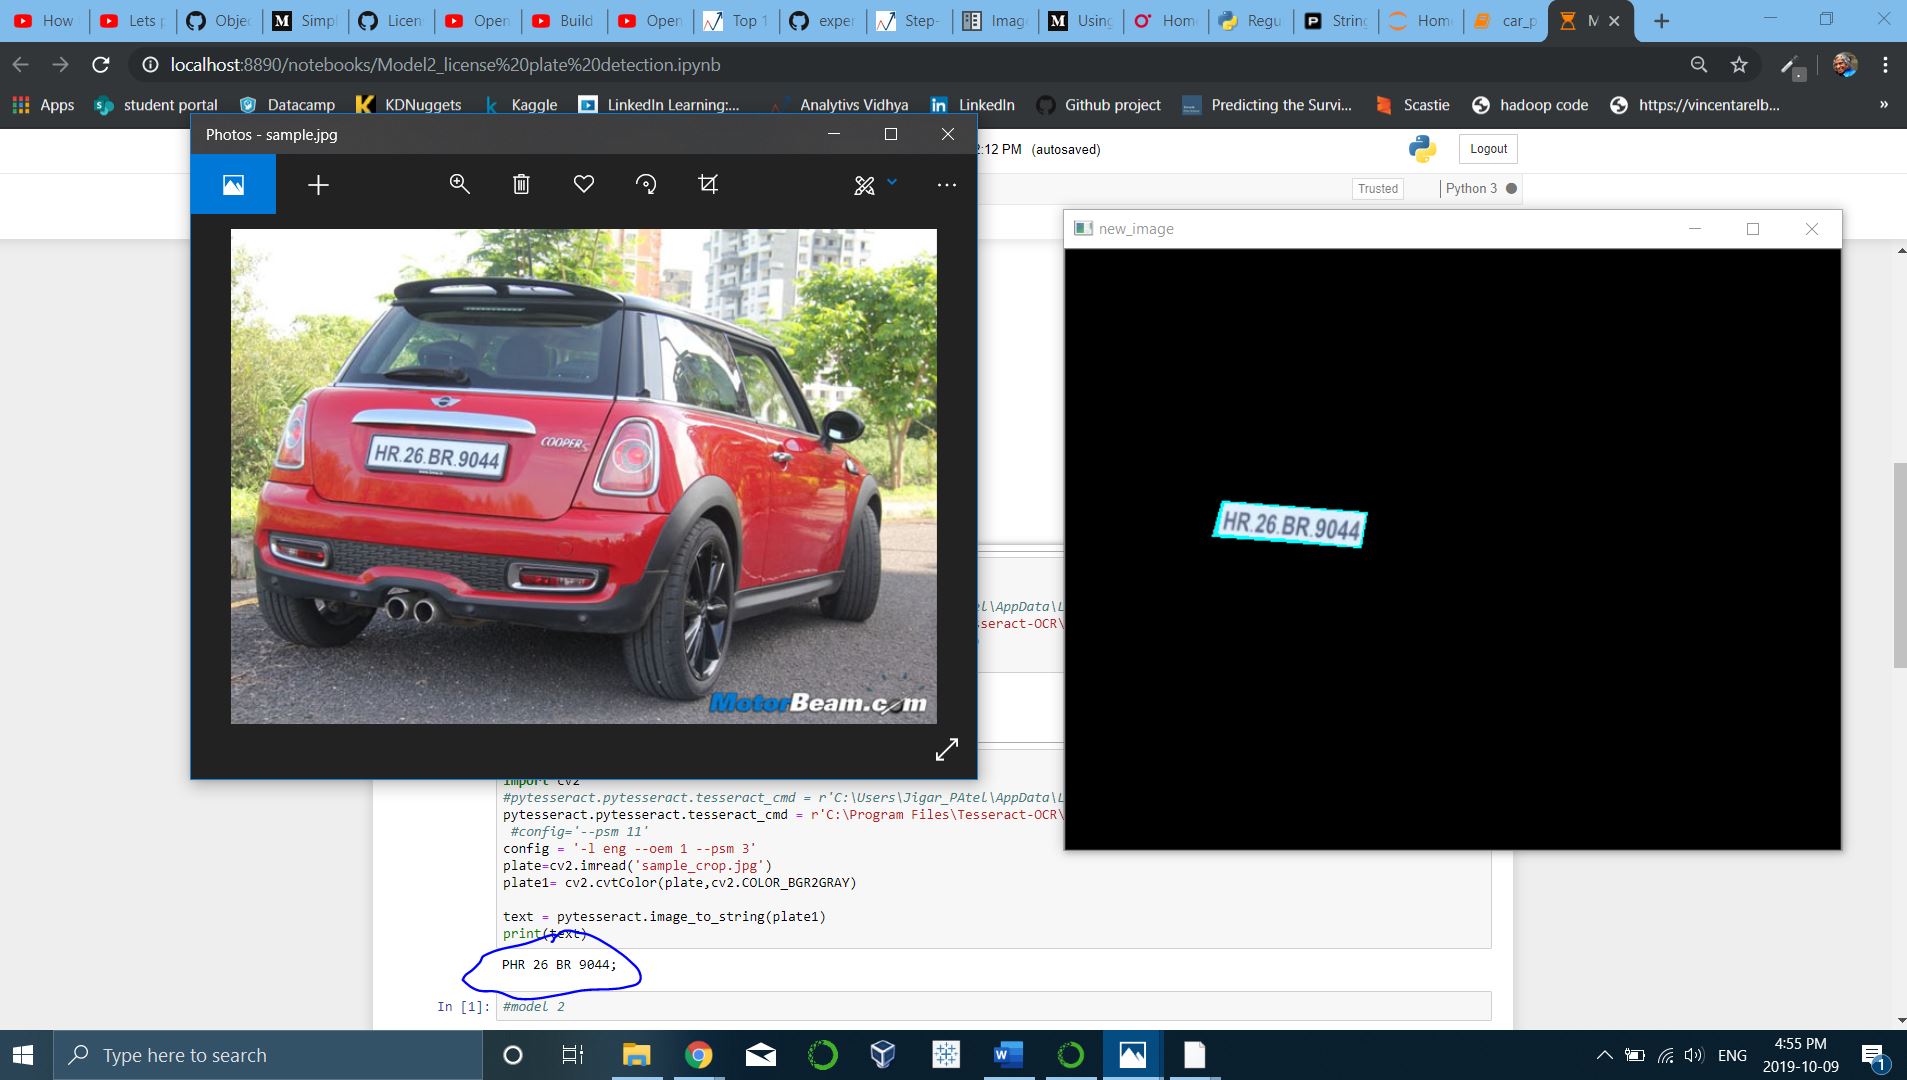 How
Lets p
Objec
Simpl
Licen
Open
Build
Open
Top 1
exper
Step-
Imag
Using
Hom
Regu
String
Hom
car_p
M
localhost:8890/notebooks/Model2_license%20plate%20detection.ipynb
Apps
student portal
Datacamp
KDNuggets
Kaggle
LinkedIn Learning:...
Analytivs Vidhya
LinkedIn
Github project
Predicting the Survi...
Scastie
hadoop code
https://vincentarelb...
»
Photos - sample.jpg
2:12 PM (autosaved)
Logout
Trusted
Python 3
new_image
COOPER S
HR.26.BR.9044
MotorBeam.com
HR.26.BR.9044
el\AppData\L
sseract-OCR\
import cv2
#pytesseract.pytesseract.tesseract_cmd = r'C:\Users\Jigar_PAtel\AppData\L
pytesseract.pytesseract.tesseract_cmd = r'C:\Program Files\Tesseract-OCR\
#config='--psm 11'
config = '-l eng --oem 1 --psm 3'
plate=cv2.imread('sample_crop.jpg')
plate1= cv2.cvtColor(plate,cv2.COLOR_BGR2GRAY)
text = pytesseract.image_to_string(plate1)
print(text)
PHR 26 BR 9044;
In [1]: #model 2
Type here to search
ENG
4:55 PM
2019-10-09
1